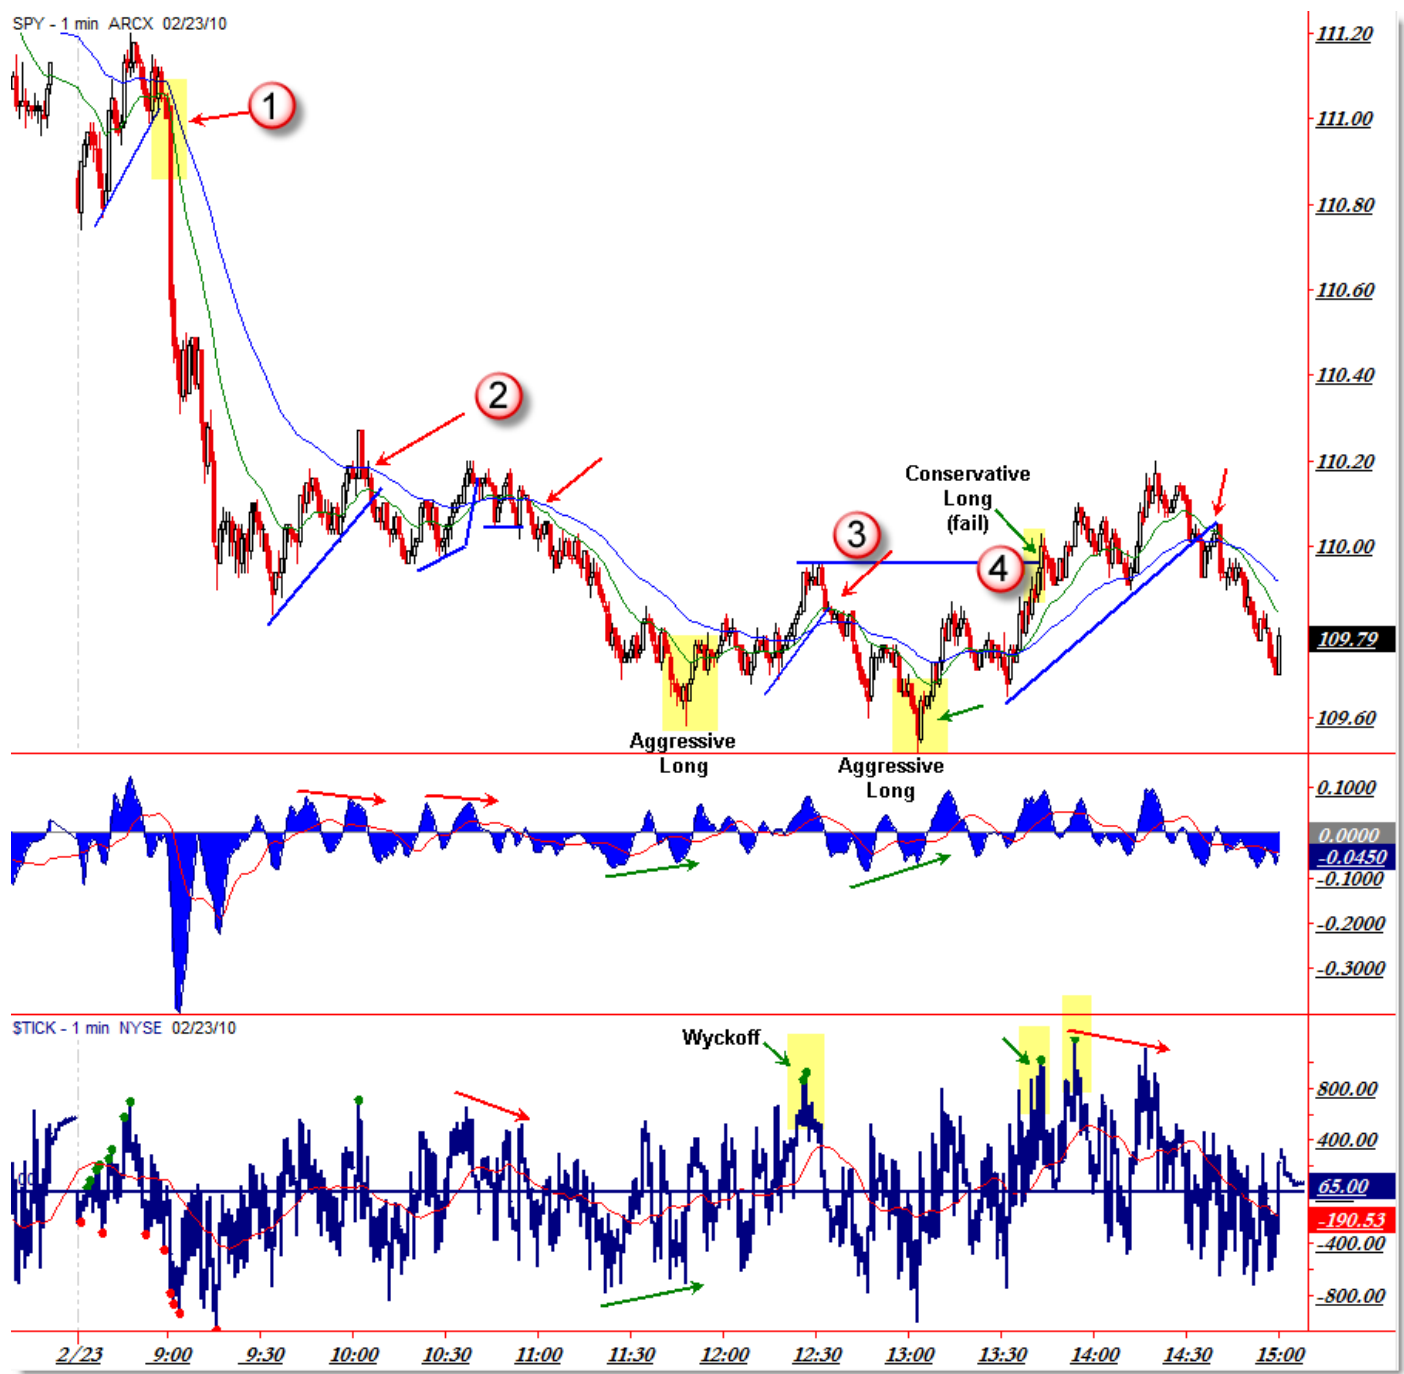 SPY - 1 min ARCX 02/23/10
111.20
1
111.00
110.80
110.60
110.40
2
110.20
Conservative
Long
(fail)
3
110.00
4
109.79
109.60
Aggressive
Long
Aggressive
Long
0.1000
0.0000
-0.0450
-0.1000
-0.2000
-0.3000
$TICK - 1 min NYSE 02/23/10
Wyckoff
800.00
400.00
65.00
-190.53
-400.00
-800.00
2/23 9:00 9:30 10:00 10:30 11:00 11:30 12:00 12:30 13:00 13:30 14:00 14:30 15:00